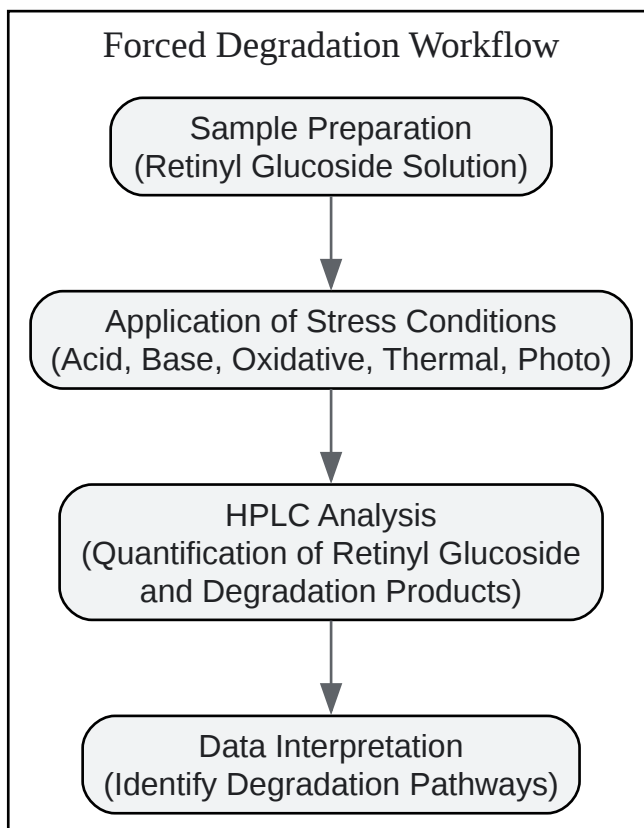 Forced Degradation Workflow
Sample Preparation
(Retinyl Glucoside Solution)
Application of Stress Conditions
(Acid, Base, Oxidative, Thermal, Photo)
HPLC Analysis
(Quantification of Retinyl Glucoside
and Degradation Products)
Data Interpretation
(Identify Degradation Pathways)